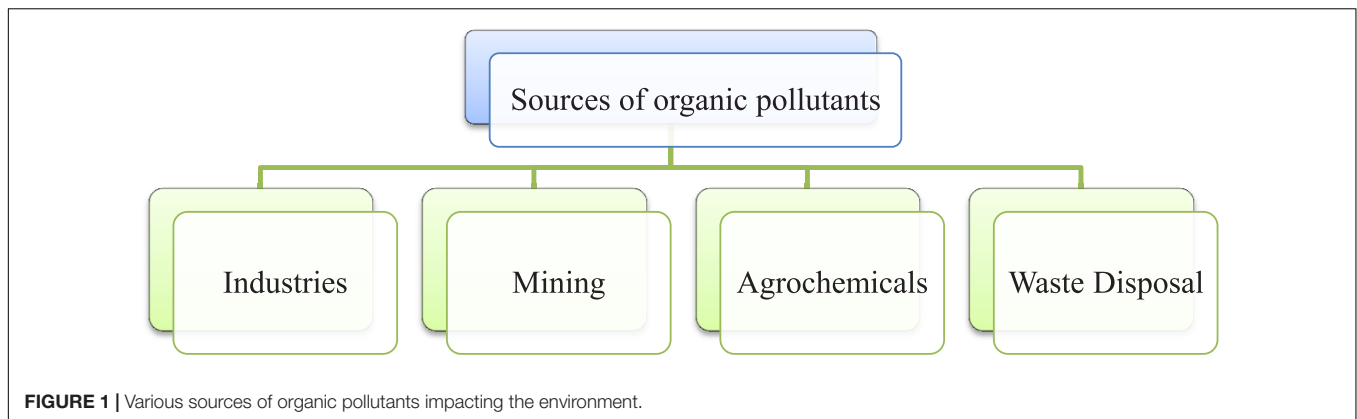 Sources of organic pollutants
Industries
Mining
Agrochemicals
Waste Disposal
FIGURE 1 | Various sources of organic pollutants impacting the environment.